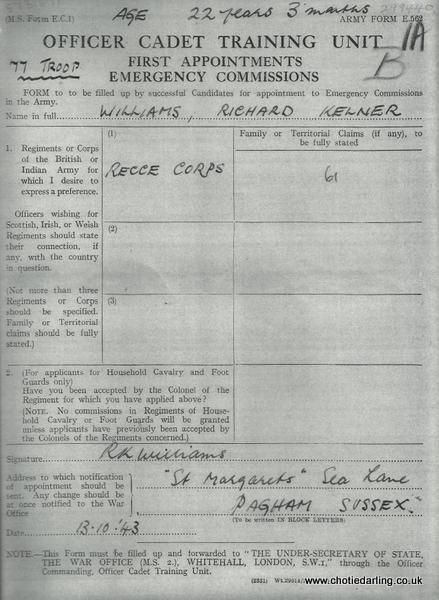 (M.S. Form E.C.1) AGE 22 years 3 months 299440
ARMY FORM E.562
OFFICER CADET TRAINING UNIT 1A
77 TROOP FIRST APPOINTMENTS B
EMERGENCY COMMISSIONS
FORM to to be filled up by successful Candidates for appointment to Emergency Commissions
in the Army.
Name in full WILLIAMS, RICHARD KELNER
(1)
Family or Territorial Claims (if any), to
be fully stated
1. Regiments or Corps
of the British or
Indian Army for
which I desire to
express a preference.
RECCE CORPS
61
Officers wishing for
Scottish, Irish, or Welsh
Regiments should state
their connection, if
any, with the country
in question.
(2)
(Not more than three
Regiments or Corps
should be specified.
Family or Territorial
claims should be fully
stated.)
(3)
2. (For applicants for Household Cavalry and Foot
Guards only)
Have you been accepted by the Colonel of the
Regiment for which you have applied above?
(NOTE. No commissions in Regiments of House-
hold Cavalry or Foot Guards will be granted
unless applicants have previously been accepted by
the Colonels of the Regiments concerned.)
Signature RK Williams
Address to which notification
of appointment should be
sent. Any change should be
at once notified to the War
Office
"St Margarets" Sea Lane
PAGHAM SUSSEX.
(To be written IN BLOCK LETTERS)
Date 13·10·43
NOTE.—This Form must be filled up and forwarded to "THE UNDER-SECRETARY OF STATE,
THE WAR OFFICE (M.S. 2.), WHITEHALL, LONDON, S.W.1," through the Officer
Commanding, Officer Cadet Training Unit.
www.chotiedarling.co.uk